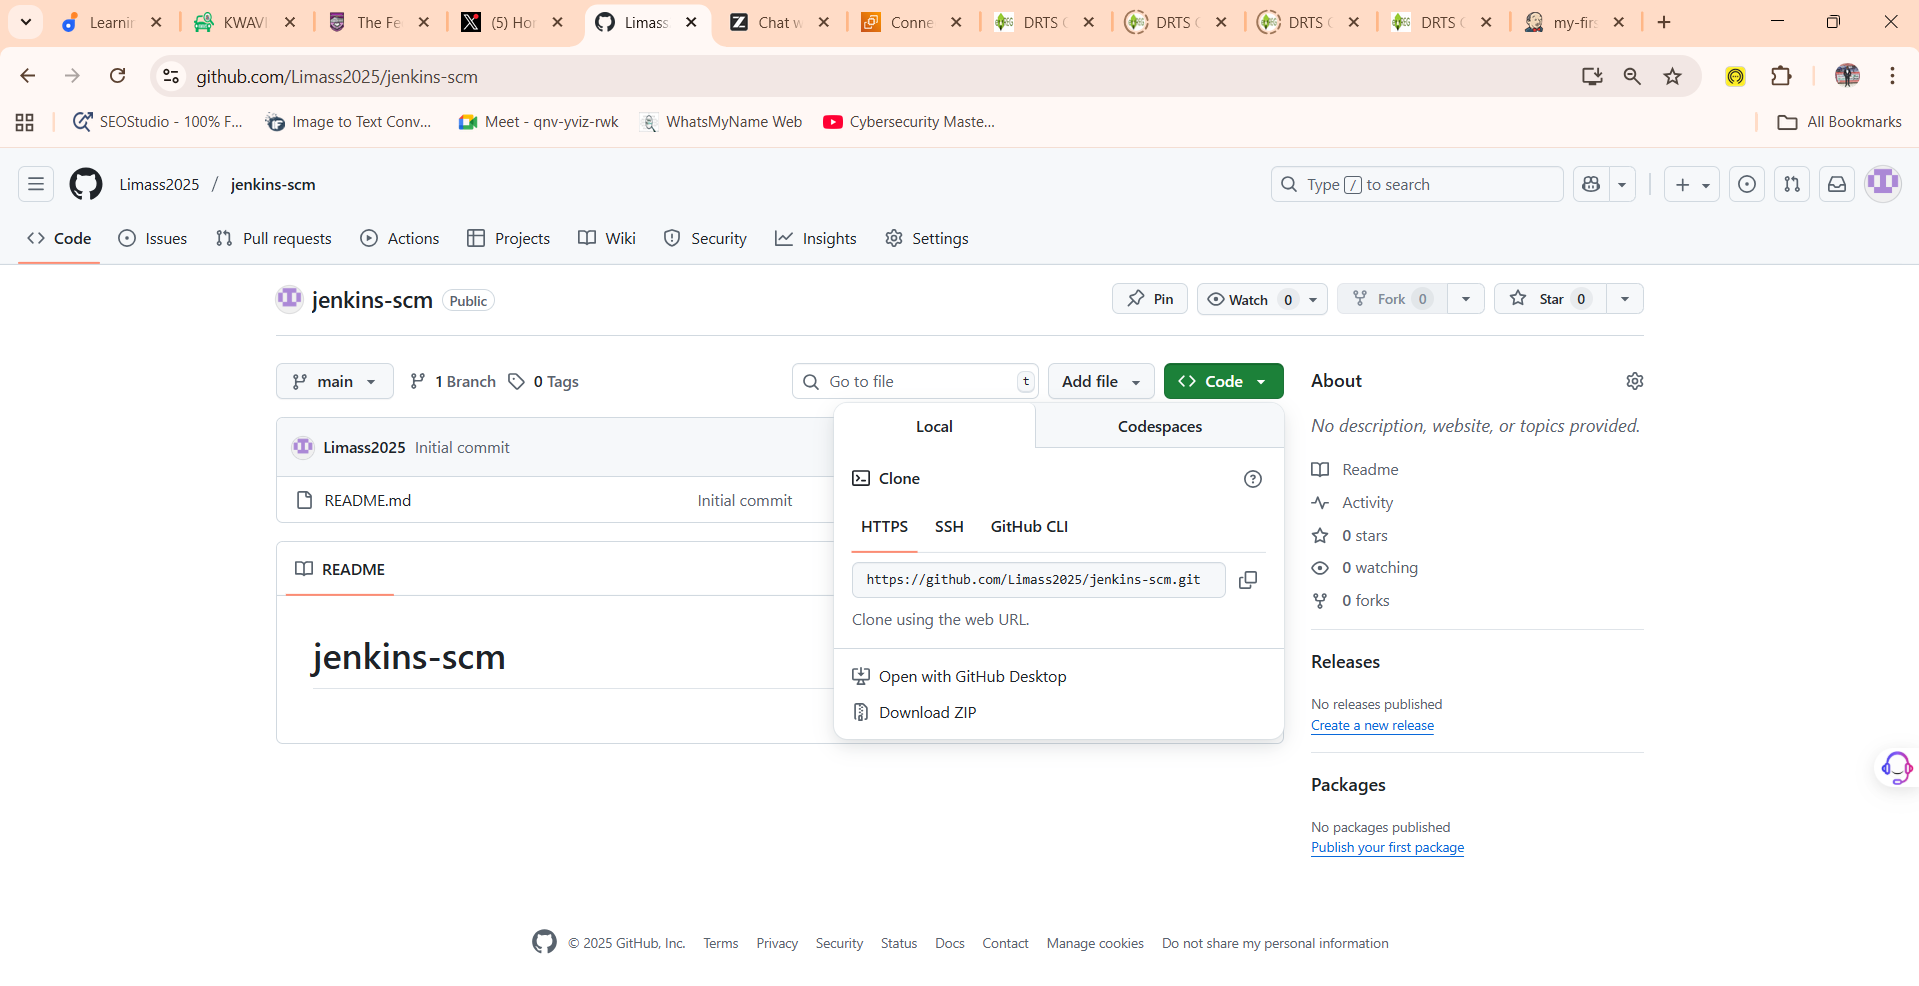 Learnin
KWAVI
The Fe
(5) Hor
Limass
Chat w
Conne
DRTS
DRTS
DRTS
DRTS
my-firs
github.com/Limass2025/jenkins-scm
SEOStudio - 100% F...
Image to Text Conv...
Meet - qnv-yviz-rwk
WhatsMyName Web
Cybersecurity Maste...
All Bookmarks
Limass2025 / jenkins-scm
Type / to search
Code
Issues
Pull requests
Actions
Projects
Wiki
Security
Insights
Settings
jenkins-scm Public
Pin
Watch 0
Fork 0
Star 0
main
1 Branch
0 Tags
Go to file t
Add file
Code
Limass2025 Initial commit
README.md Initial commit
README
jenkins-scm
Local
Codespaces
Clone
HTTPS
SSH
GitHub CLI
https://github.com/Limass2025/jenkins-scm.git
Clone using the web URL.
Open with GitHub Desktop
Download ZIP
About
No description, website, or topics provided.
Readme
Activity
0 stars
0 watching
0 forks
Releases
No releases published
Create a new release
Packages
No packages published
Publish your first package
© 2025 GitHub, Inc. Terms Privacy Security Status Docs Contact Manage cookies Do not share my personal information